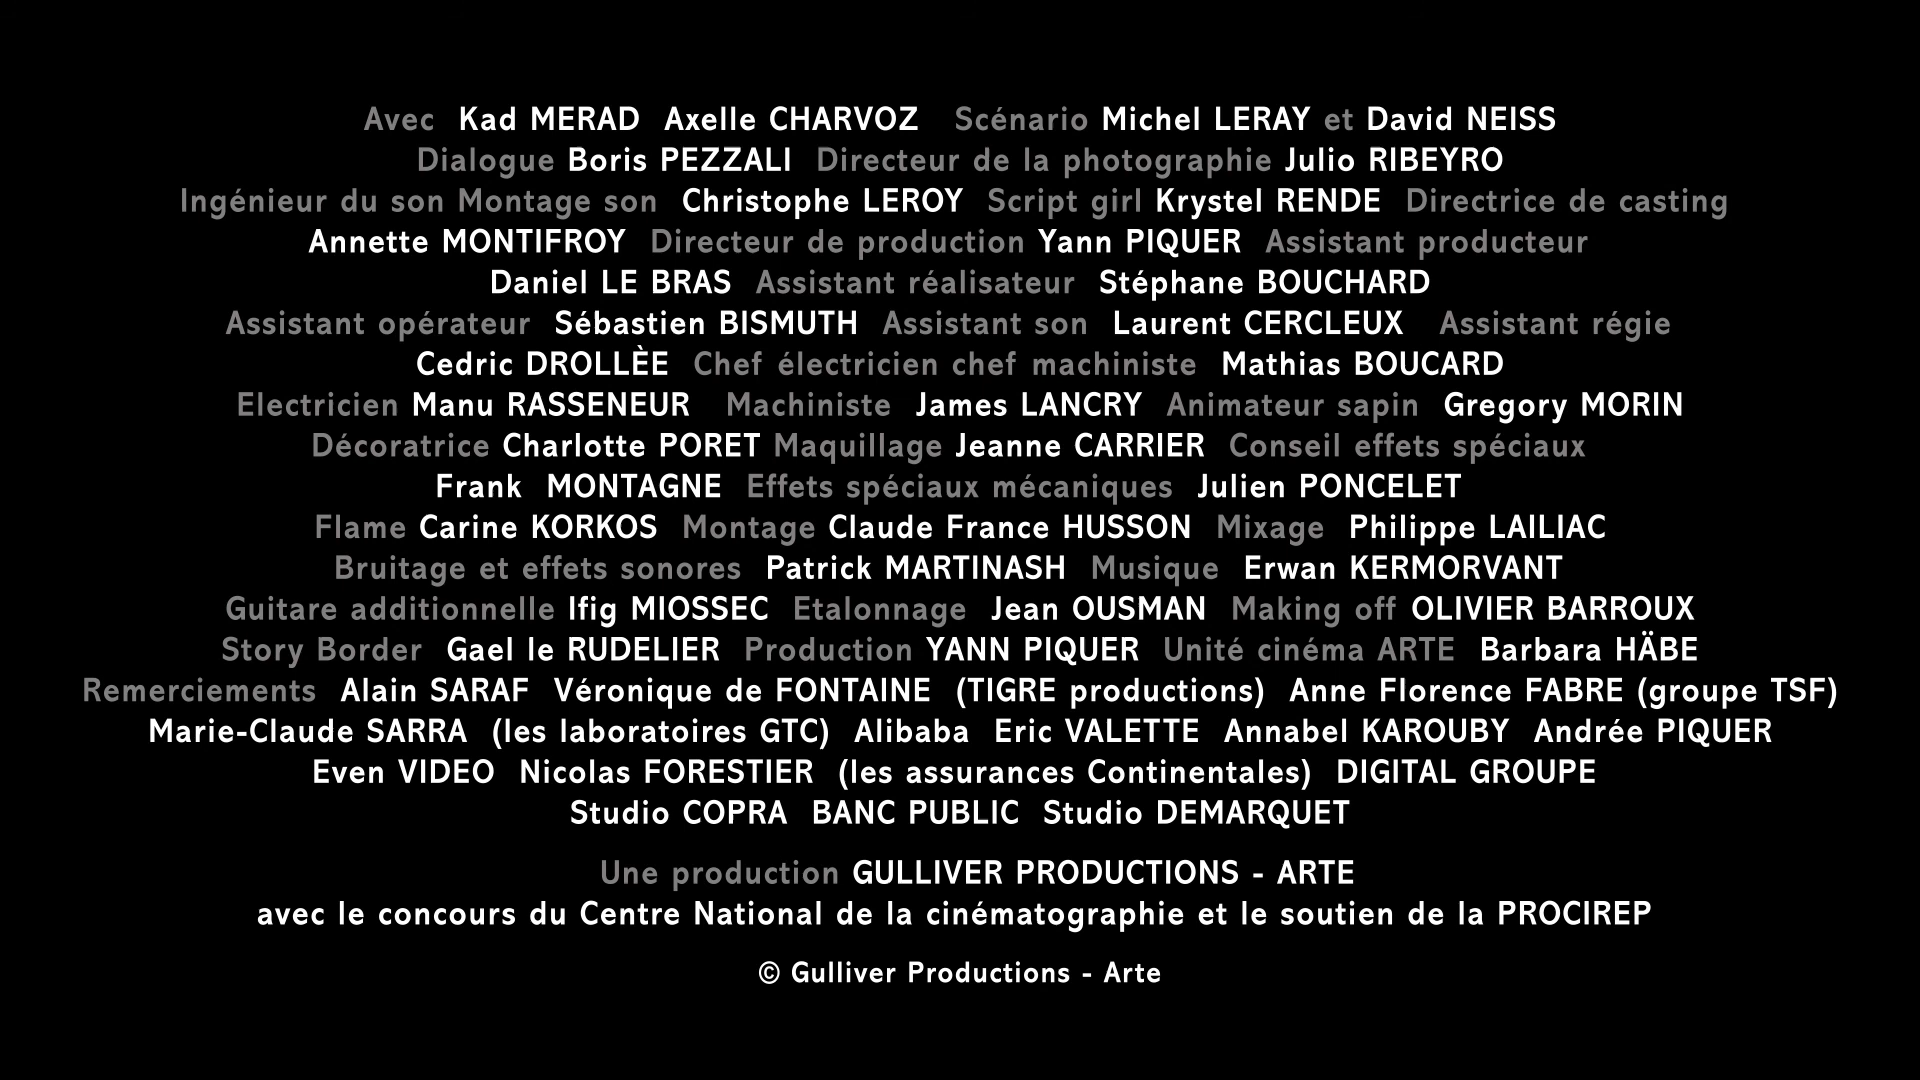 Avec Kad MERAD Axelle CHARVOZ Scénario Michel LERAY et David NEISS
Dialogue Boris PEZZALI Directeur de la photographie Julio RIBEYRO
Ingénieur du son Montage son Christophe LEROY Script girl Krystel RENDE Directrice de casting
Annette MONTIFROY Directeur de production Yann PIQUER Assistant producteur
Daniel LE BRAS Assistant réalisateur Stéphane BOUCHARD
Assistant opérateur Sébastien BISMUTH Assistant son Laurent CERCLEUX Assistant régie
Cedric DROLLÈE Chef électricien chef machiniste Mathias BOUCARD
Electricien Manu RASSENEUR Machiniste James LANCRY Animateur sapin Gregory MORIN
Décoratrice Charlotte PORET Maquillage Jeanne CARRIER Conseil effets spéciaux
Frank MONTAGNE Effets spéciaux mécaniques Julien PONCELET
Flame Carine KORKOS Montage Claude France HUSSON Mixage Philippe LAILIAC
Bruitage et effets sonores Patrick MARTINASH Musique Erwan KERMORVANT
Guitare additionnelle Ifig MIOSSEC Etalonnage Jean OUSMAN Making off OLIVIER BARROUX
Story Border Gael le RUDELIER Production YANN PIQUER Unité cinéma ARTE Barbara HÄBE
Remerciements Alain SARAF Véronique de FONTAINE (TIGRE productions) Anne Florence FABRE (groupe TSF)
Marie-Claude SARRA (les laboratoires GTC) Alibaba Eric VALETTE Annabel KAROUBY Andrée PIQUER
Even VIDEO Nicolas FORESTIER (les assurances Continentales) DIGITAL GROUPE
Studio COPRA BANC PUBLIC Studio DEMARQUET
Une production GULLIVER PRODUCTIONS - ARTE
avec le concours du Centre National de la cinématographie et le soutien de la PROCIREP
© Gulliver Productions - Arte